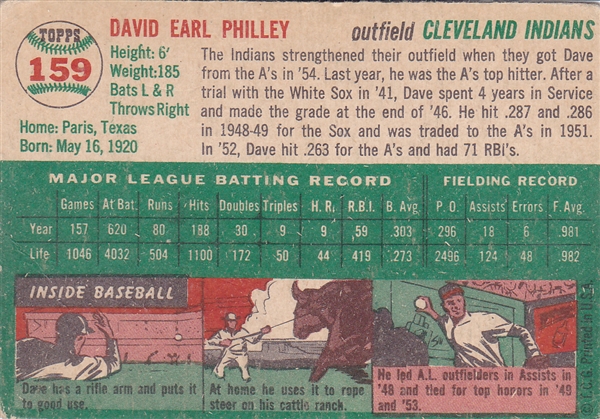 TOPPS
159
DAVID EARL PHILLEY
outfield CLEVELAND INDIANS
Height: 6'
Weight: 185
Bats L & R
Throws Right
Home: Paris, Texas
Born: May 16, 1920
The Indians strengthened their outfield when they got Dave
from the A's in '54. Last year, he was the A's top hitter. After a
trial with the White Sox in '41, Dave spent 4 years in Service
and made the grade at the end of '46. He hit .287 and .286
in 1948-49 for the Sox and was traded to the A's in 1951.
In '52, Dave hit .263 for the A's and had 71 RBI's.
MAJOR LEAGUE BATTING RECORD
FIELDING RECORD
Games At Bat Runs Hits Doubles Triples H. R. R.B.I. B. Avg. P. O. Assists Errors F. Avg.
Year 157 620 80 188 30 9 9 59 .303 296 18 6 .981
Life 1046 4032 504 1100 172 50 44 419 .273 2496 124 48 .982
INSIDE BASEBALL
Dave has a rifle arm and puts it
to good use.
At home he uses it to rope
steer on his cattle ranch.
He led A.L. outfielders in Assists in
'48 and tied for top honors in '49
and '53.
© T. C. G. Printed in U. S. A.